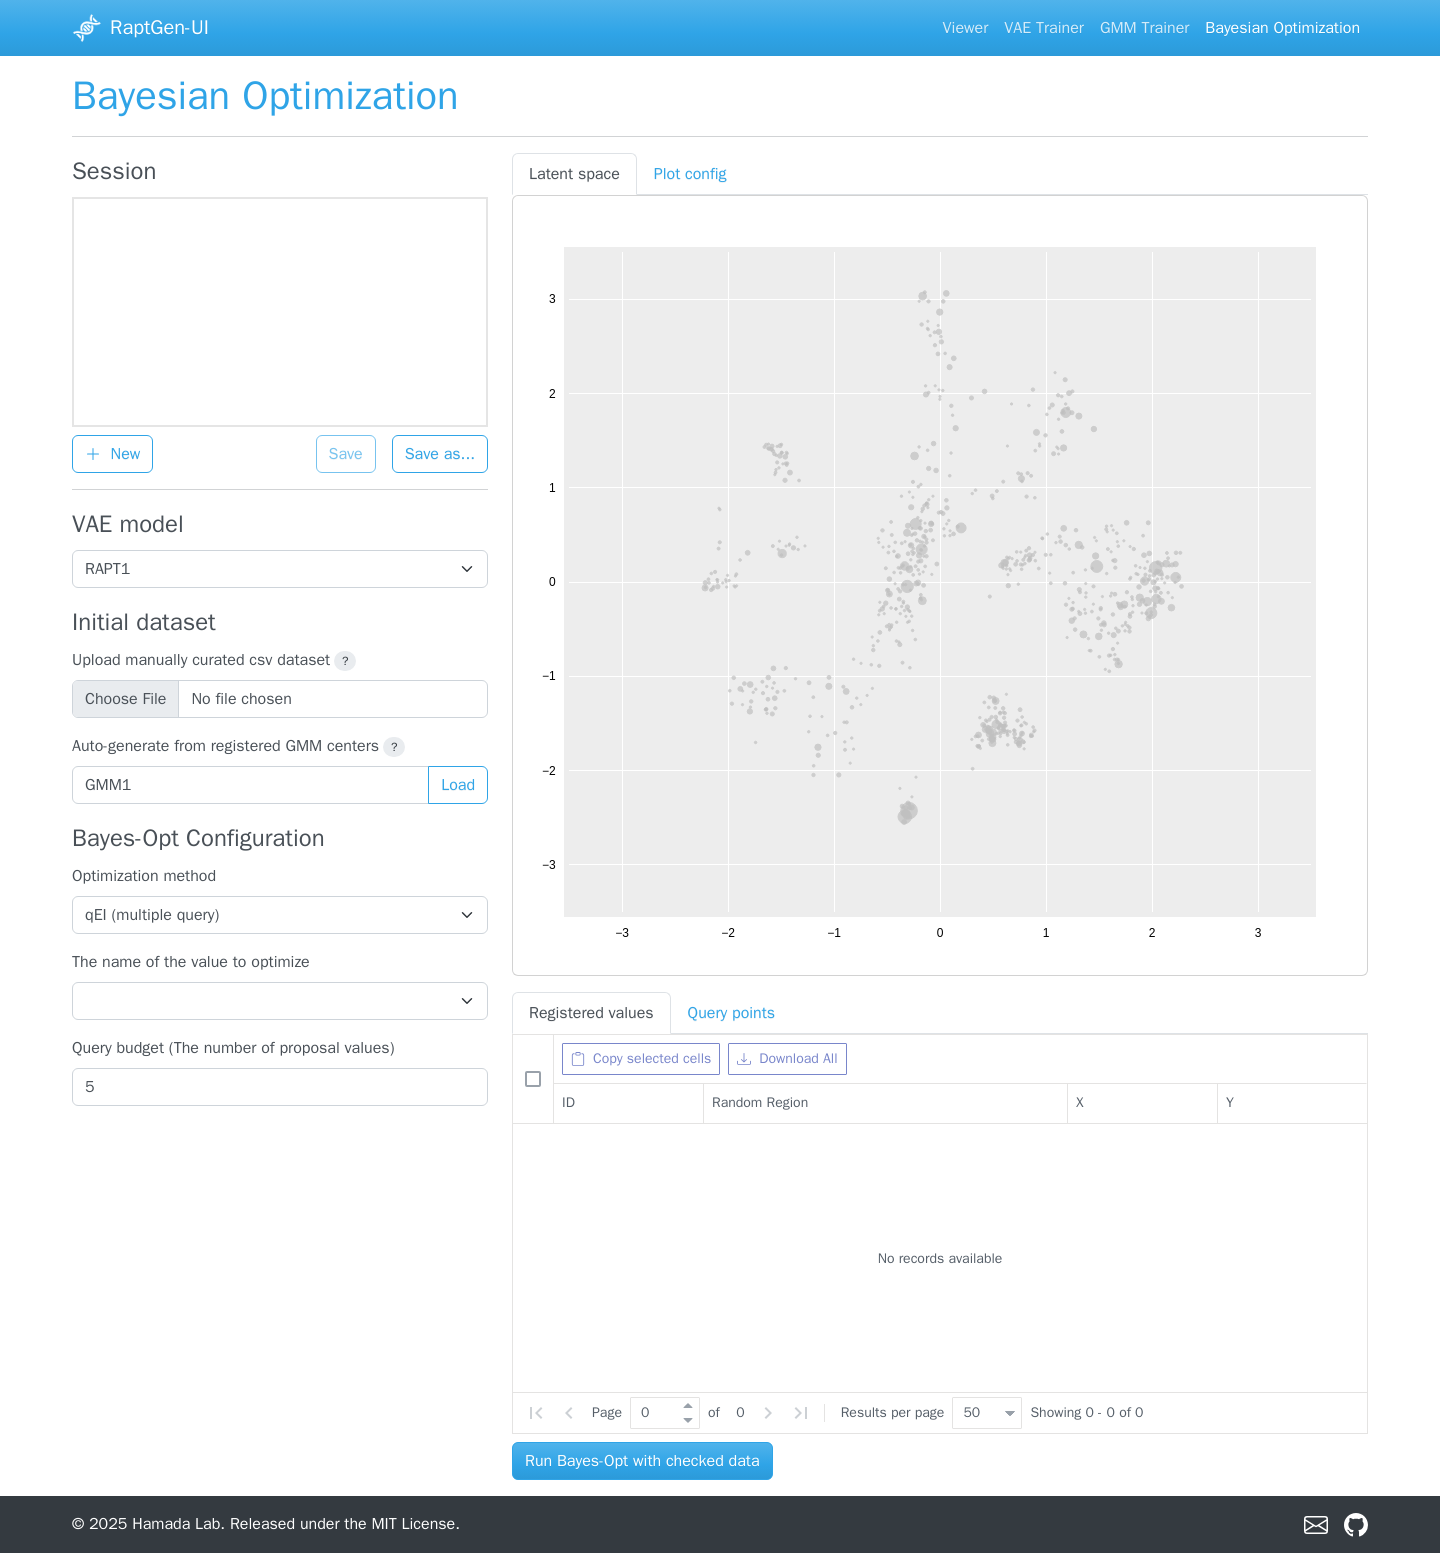 RaptGen-UI
Viewer
VAE Trainer
GMM Trainer
Bayesian Optimization
Bayesian Optimization
Session
New
Save
Save as...
VAE model
RAPT1
Initial dataset
Upload manually curated csv dataset ?
Choose File No file chosen
Auto-generate from registered GMM centers ?
GMM1
Load
Bayes-Opt Configuration
Optimization method
qEI (multiple query)
The name of the value to optimize
Query budget (The number of proposal values)
5
Latent space
Plot config
3
2
1
0
−1
−2
−3
−3 −2 −1 0 1 2 3
Registered values
Query points
Copy selected cells
Download All
ID Random Region X Y
No records available
Page 0 of 0 Results per page 50 Showing 0 - 0 of 0
Run Bayes-Opt with checked data
© 2025 Hamada Lab. Released under the MIT License.